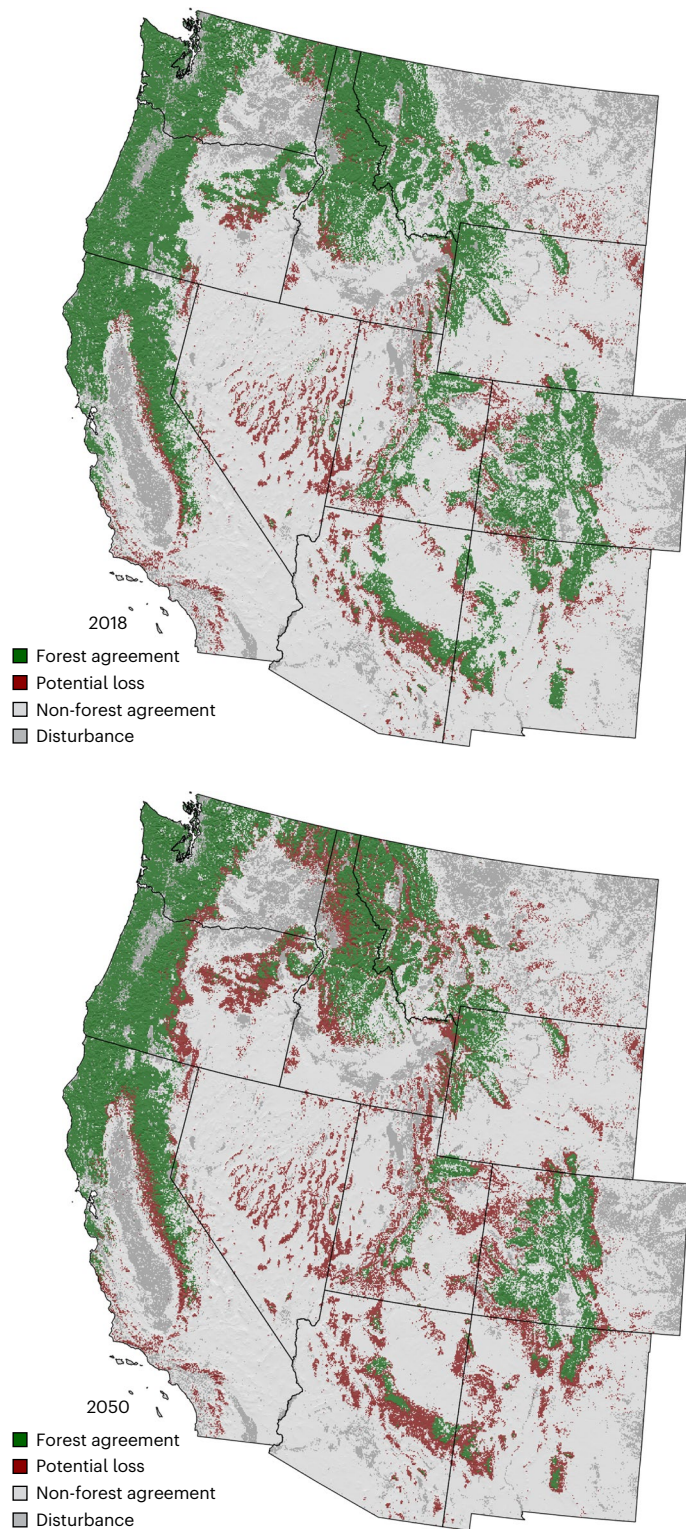 2018
Forest agreement
Potential loss
Non-forest agreement
Disturbance
2050
Forest agreement
Potential loss
Non-forest agreement
Disturbance